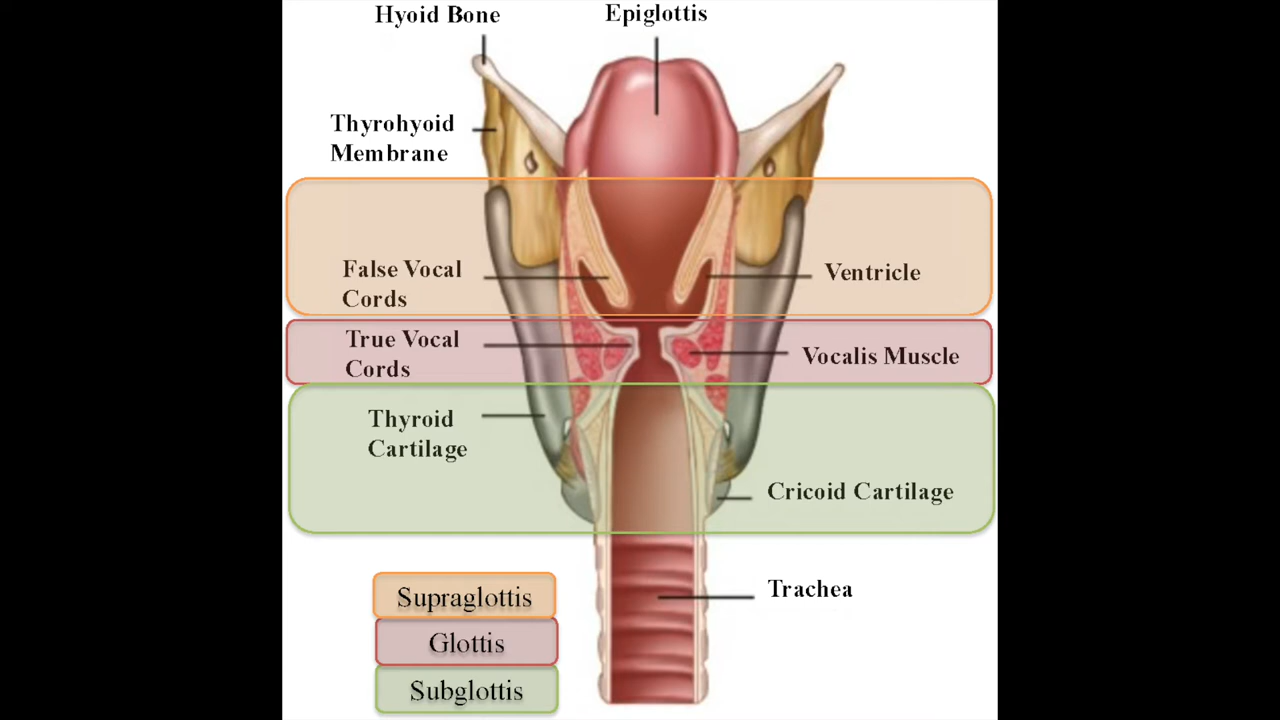 Hyoid Bone
Epiglottis
Thyrohyoid
Membrane
False Vocal
Cords
Ventricle
True Vocal
Cords
Vocalis Muscle
Thyroid
Cartilage
Cricoid Cartilage
Trachea
Supraglottis
Glottis
Subglottis